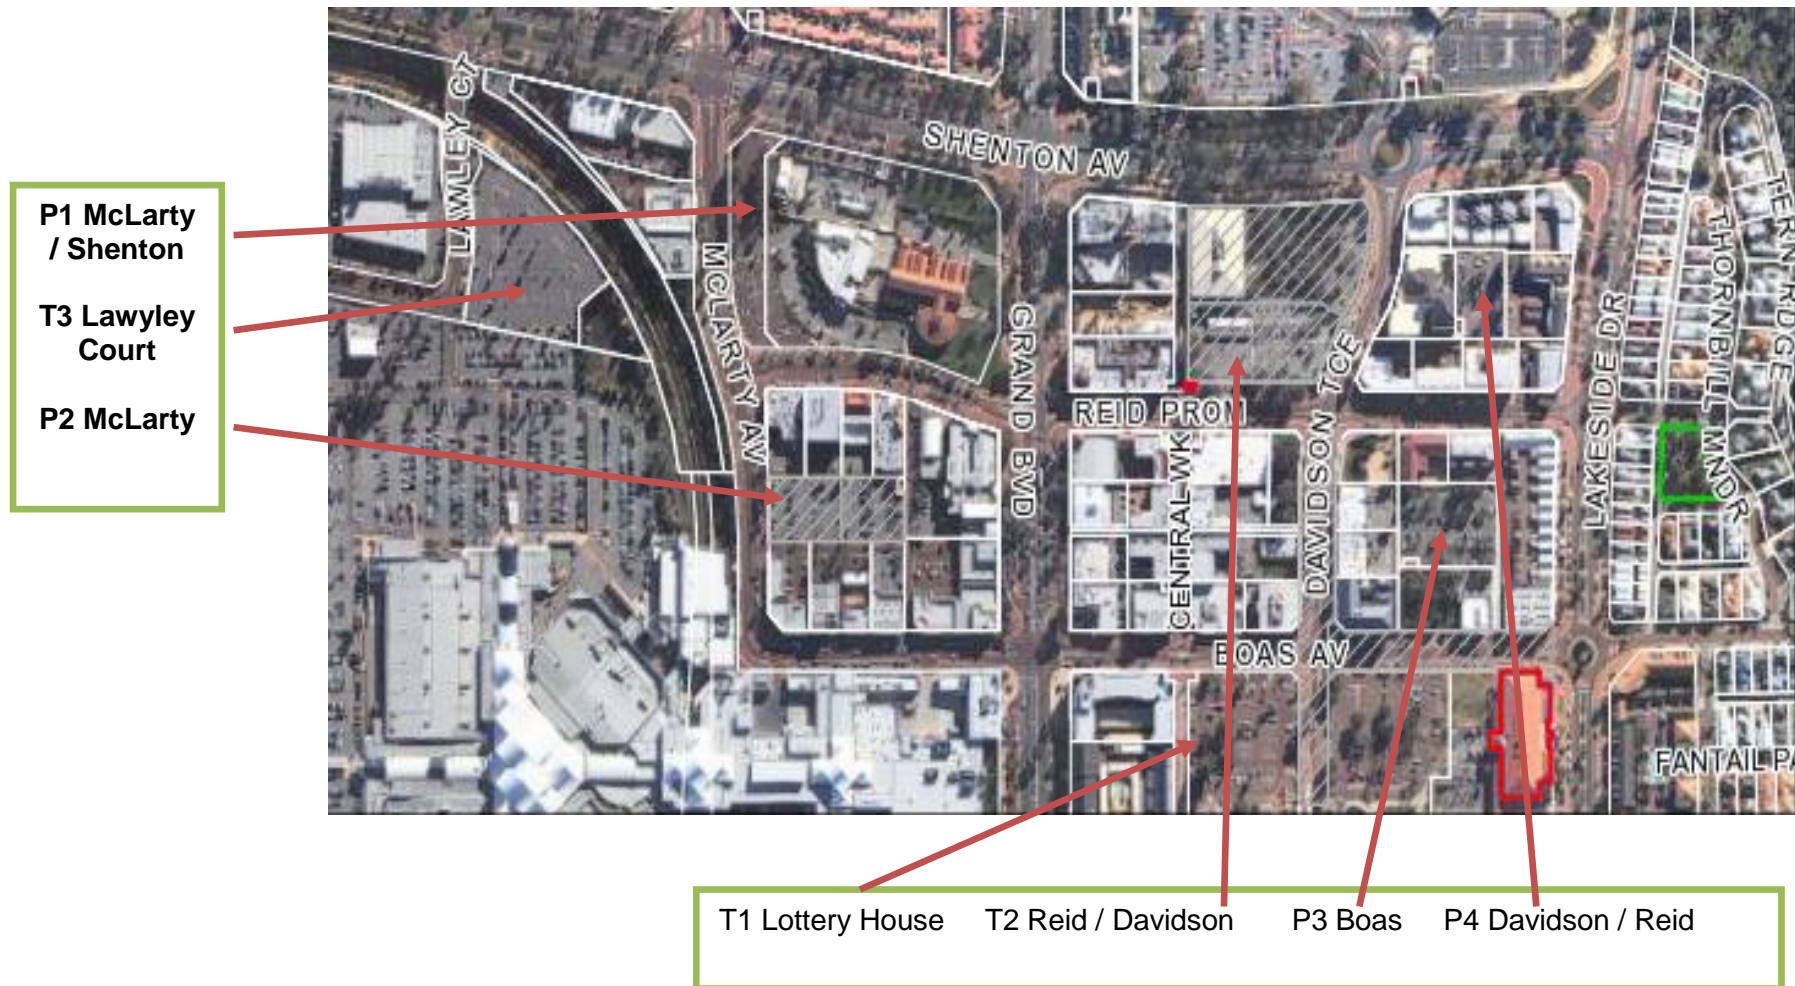 P1 McLarty
/ Shenton
T3 Lawyley
Court
P2 McLarty
LAWLEY CT
SHENTON AV
MCLARTY AV
GRAND BVD
REID PROM
CENTRAL WK
DAVIDSON TCE
BOAS AV
LAKESIDE DR
THORNBILL MNDR
TERN RIDGE
FANTAIL PA
T1 Lottery House
T2 Reid / Davidson
P3 Boas
P4 Davidson / Reid